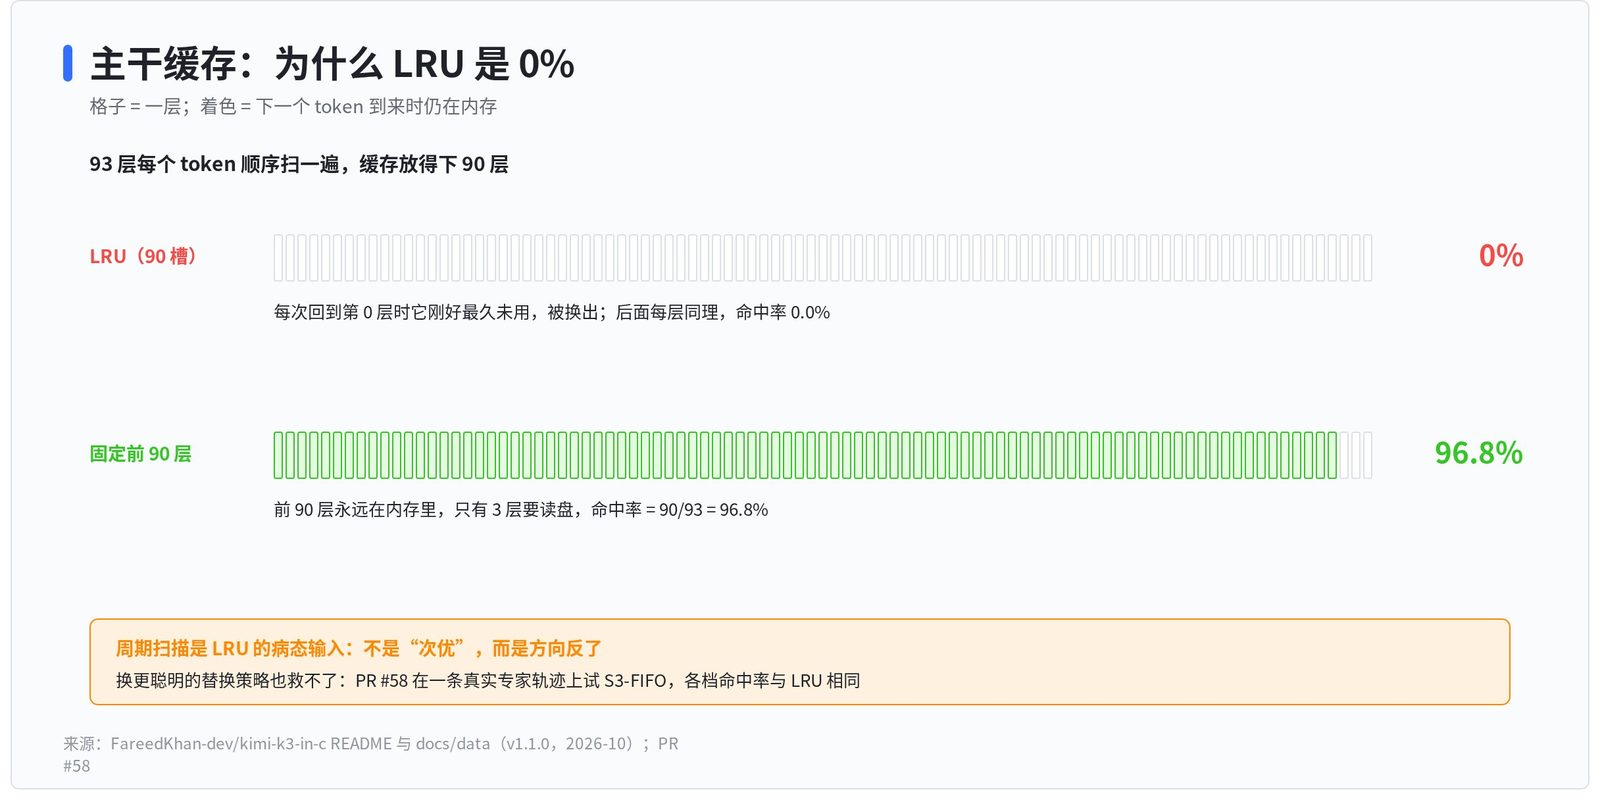 主干缓存：为什么 LRU 是 0%
格子 = 一层；着色 = 下一个 token 到来时仍在内存
93 层每个 token 顺序扫一遍，缓存放得下 90 层
LRU（90 槽）
0%
每次回到第 0 层时它刚好最久未用，被换出；后面每层同理，命中率 0.0%
固定前 90 层
96.8%
前 90 层永远在内存里，只有 3 层要读盘，命中率 = 90/93 = 96.8%
周期扫描是 LRU 的病态输入：不是“次优”，而是方向反了
换更聪明的替换策略也救不了：PR #58 在一条真实专家轨迹上试 S3-FIFO，各档命中率与 LRU 相同
来源：FareedKhan-dev/kimi-k3-in-c README 与 docs/data（v1.1.0，2026-10）；PR
#58